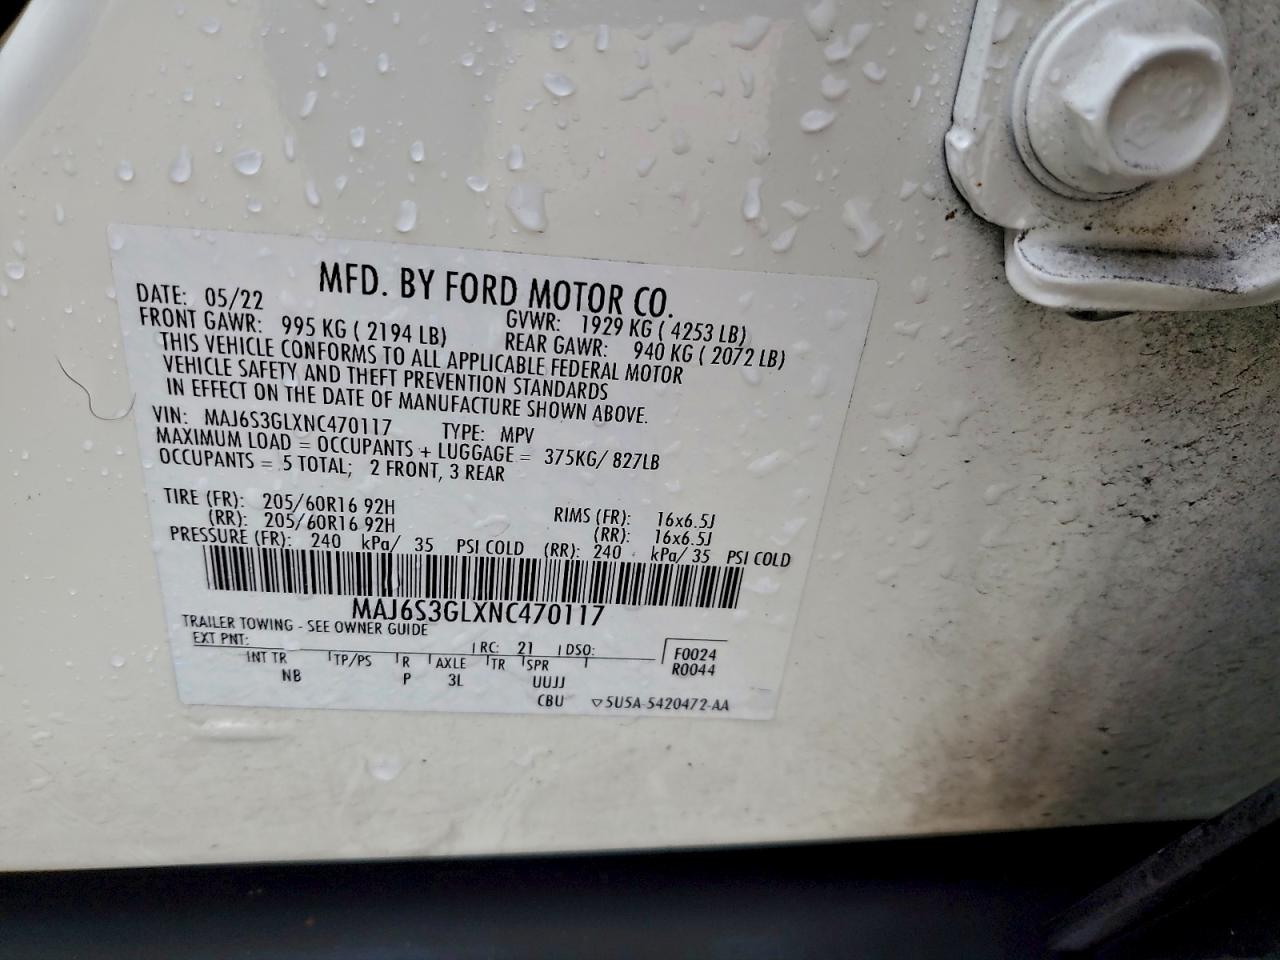 MFD. BY FORD MOTOR CO.
DATE: 05/22 GVWR: 1929 KG ( 4253 LB)
FRONT GAWR: 995 KG ( 2194 LB) REAR GAWR: 940 KG ( 2072 LB)
THIS VEHICLE CONFORMS TO ALL APPLICABLE FEDERAL MOTOR
VEHICLE SAFETY AND THEFT PREVENTION STANDARDS
IN EFFECT ON THE DATE OF MANUFACTURE SHOWN ABOVE.
VIN: MAJ6S3GLXNC470117 TYPE: MPV
MAXIMUM LOAD = OCCUPANTS + LUGGAGE = 375KG/ 827LB
OCCUPANTS = 5 TOTAL; 2 FRONT, 3 REAR
TIRE (FR): 205/60R16 92H RIMS (FR): 16x6.5J
(RR): 205/60R16 92H (RR): 16x6.5J
PRESSURE (FR): 240 kPa/ 35 PSI COLD (RR): 240 kPa/ 35 PSI COLD
MAJ6S3GLXNC470117
TRAILER TOWING - SEE OWNER GUIDE
EXT PNT: RC: 21 DSO: F0024
INT TR TP/PS R AXLE TR SPR R0044
NB P 3L UUJJ
CBU ▽5U5A-5420472-AA